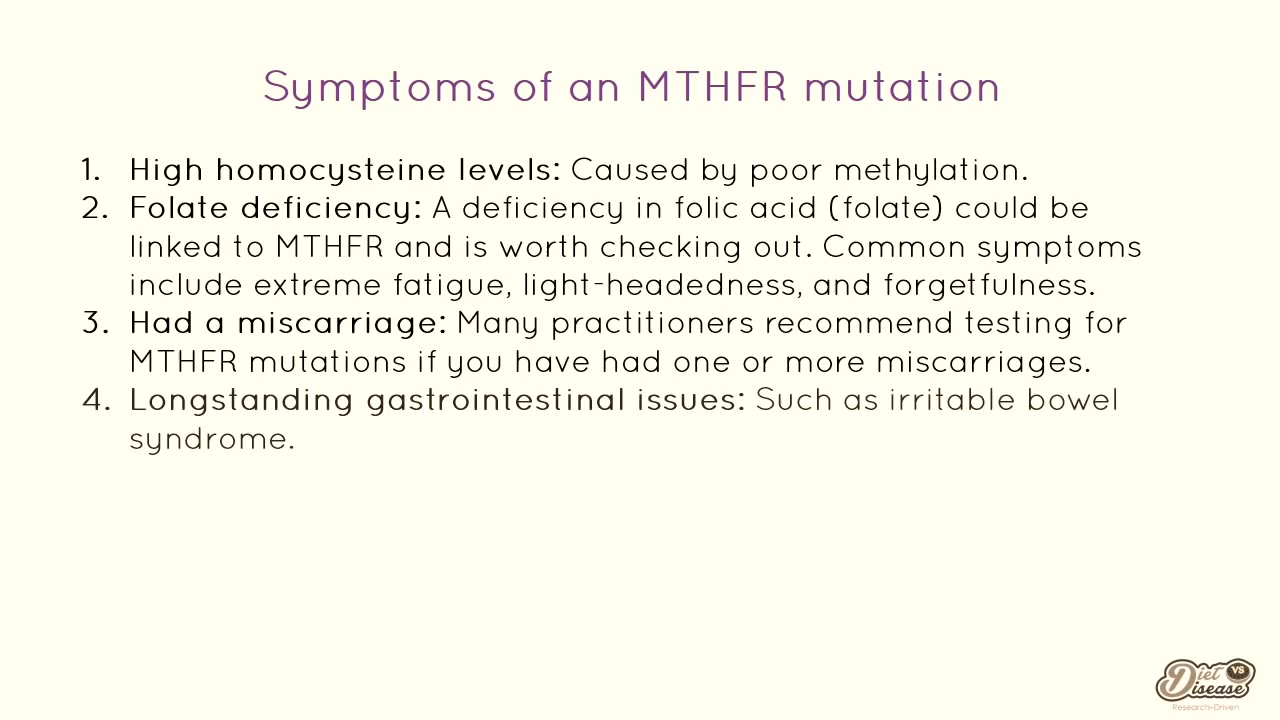 Symptoms of an MTHFR mutation
1. High homocysteine levels: Caused by poor methylation.
2. Folate deficiency: A deficiency in folic acid (folate) could be
linked to MTHFR and is worth checking out. Common symptoms
include extreme fatigue, light-headedness, and forgetfulness.
3. Had a miscarriage: Many practitioners recommend testing for
MTHFR mutations if you have had one or more miscarriages.
4. Longstanding gastrointestinal issues: Such as irritable bowel
syndrome.
Diet vs
Disease
Research-Driven